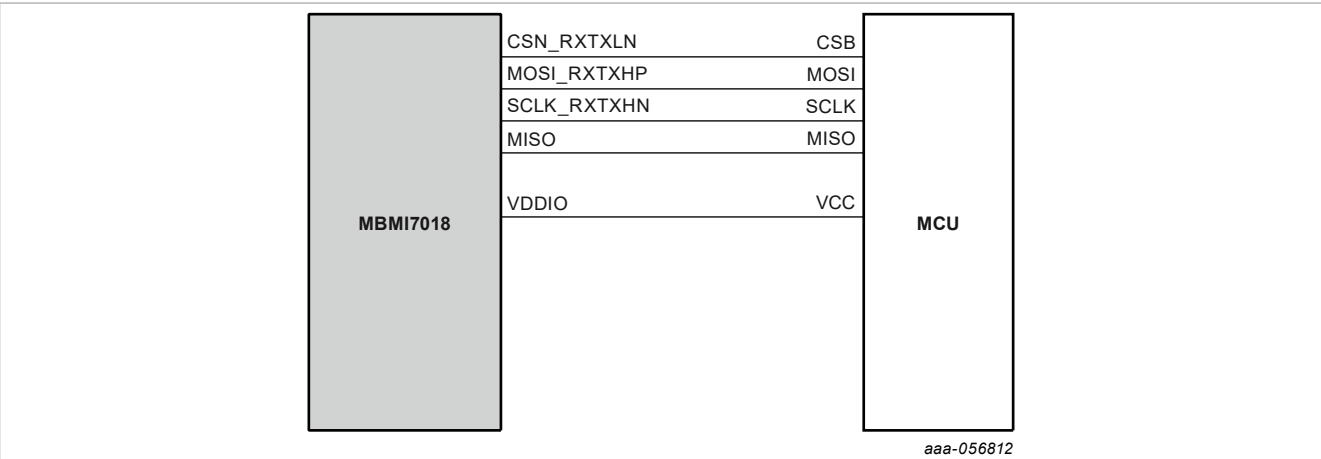 CSN_RXTXLN CSB
MOSI_RXTXHP MOSI
SCLK_RXTXHN SCLK
MISO MISO
VDDIO VCC
MBMI7018 MCU
aaa-056812